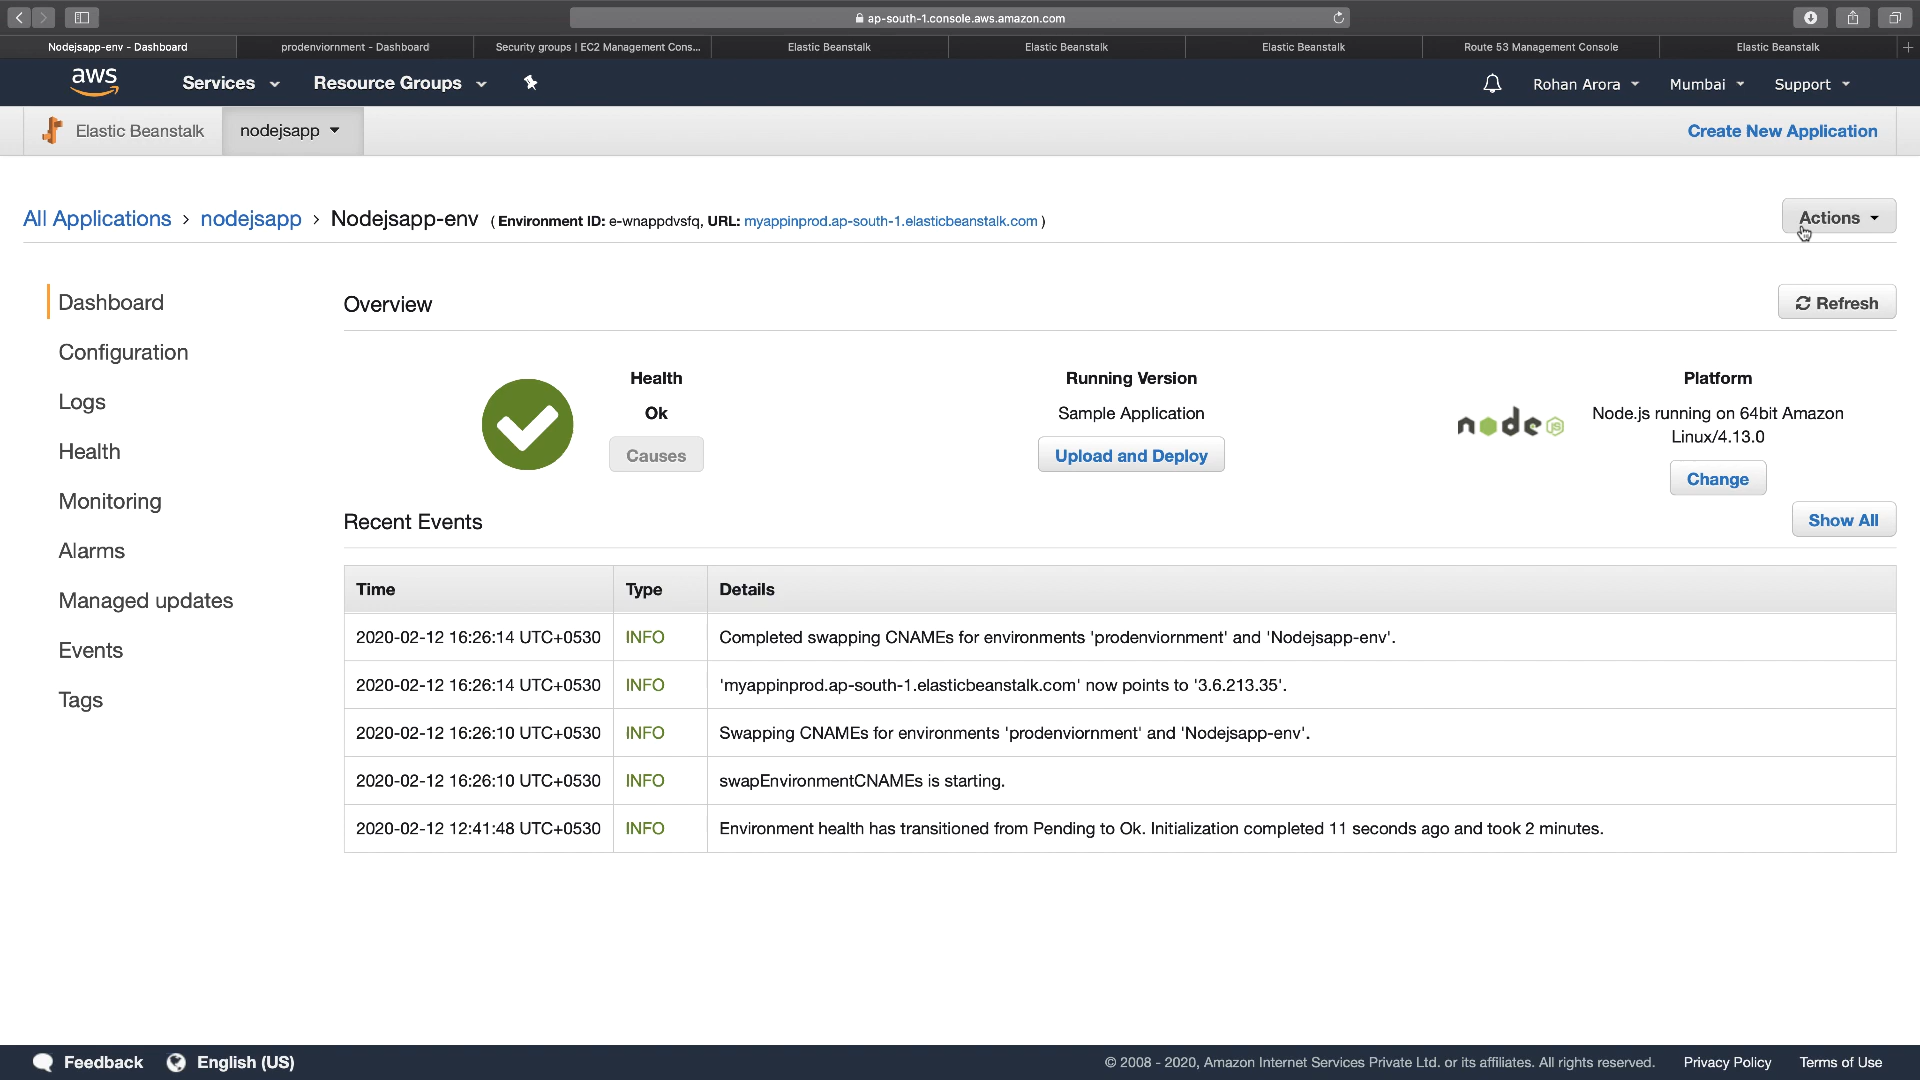 ap-south-1.console.aws.amazon.com
Nodejsapp-env - Dashboard
prodenviornment - Dashboard
Security groups | EC2 Management Cons...
Elastic Beanstalk
Elastic Beanstalk
Elastic Beanstalk
Route 53 Management Console
Elastic Beanstalk
aws
Services
Resource Groups
Rohan Arora
Mumbai
Support
Elastic Beanstalk
nodejsapp
Create New Application
All Applications > nodejsapp > Nodejsapp-env ( Environment ID: e-wnappdvsfq, URL: myappinprod.ap-south-1.elasticbeanstalk.com )
Actions
Dashboard
Configuration
Logs
Health
Monitoring
Alarms
Managed updates
Events
Tags
Overview
Refresh
Health
Ok
Causes
Running Version
Sample Application
Upload and Deploy
node JS
Platform
Node.js running on 64bit Amazon
Linux/4.13.0
Change
Recent Events
Show All
Time Type Details
2020-02-12 16:26:14 UTC+0530 INFO Completed swapping CNAMEs for environments 'prodenviornment' and 'Nodejsapp-env'.
2020-02-12 16:26:14 UTC+0530 INFO 'myappinprod.ap-south-1.elasticbeanstalk.com' now points to '3.6.213.35'.
2020-02-12 16:26:10 UTC+0530 INFO Swapping CNAMEs for environments 'prodenviornment' and 'Nodejsapp-env'.
2020-02-12 16:26:10 UTC+0530 INFO swapEnvironmentCNAMEs is starting.
2020-02-12 12:41:48 UTC+0530 INFO Environment health has transitioned from Pending to Ok. Initialization completed 11 seconds ago and took 2 minutes.
Feedback
English (US)
© 2008 - 2020, Amazon Internet Services Private Ltd. or its affiliates. All rights reserved.
Privacy Policy
Terms of Use